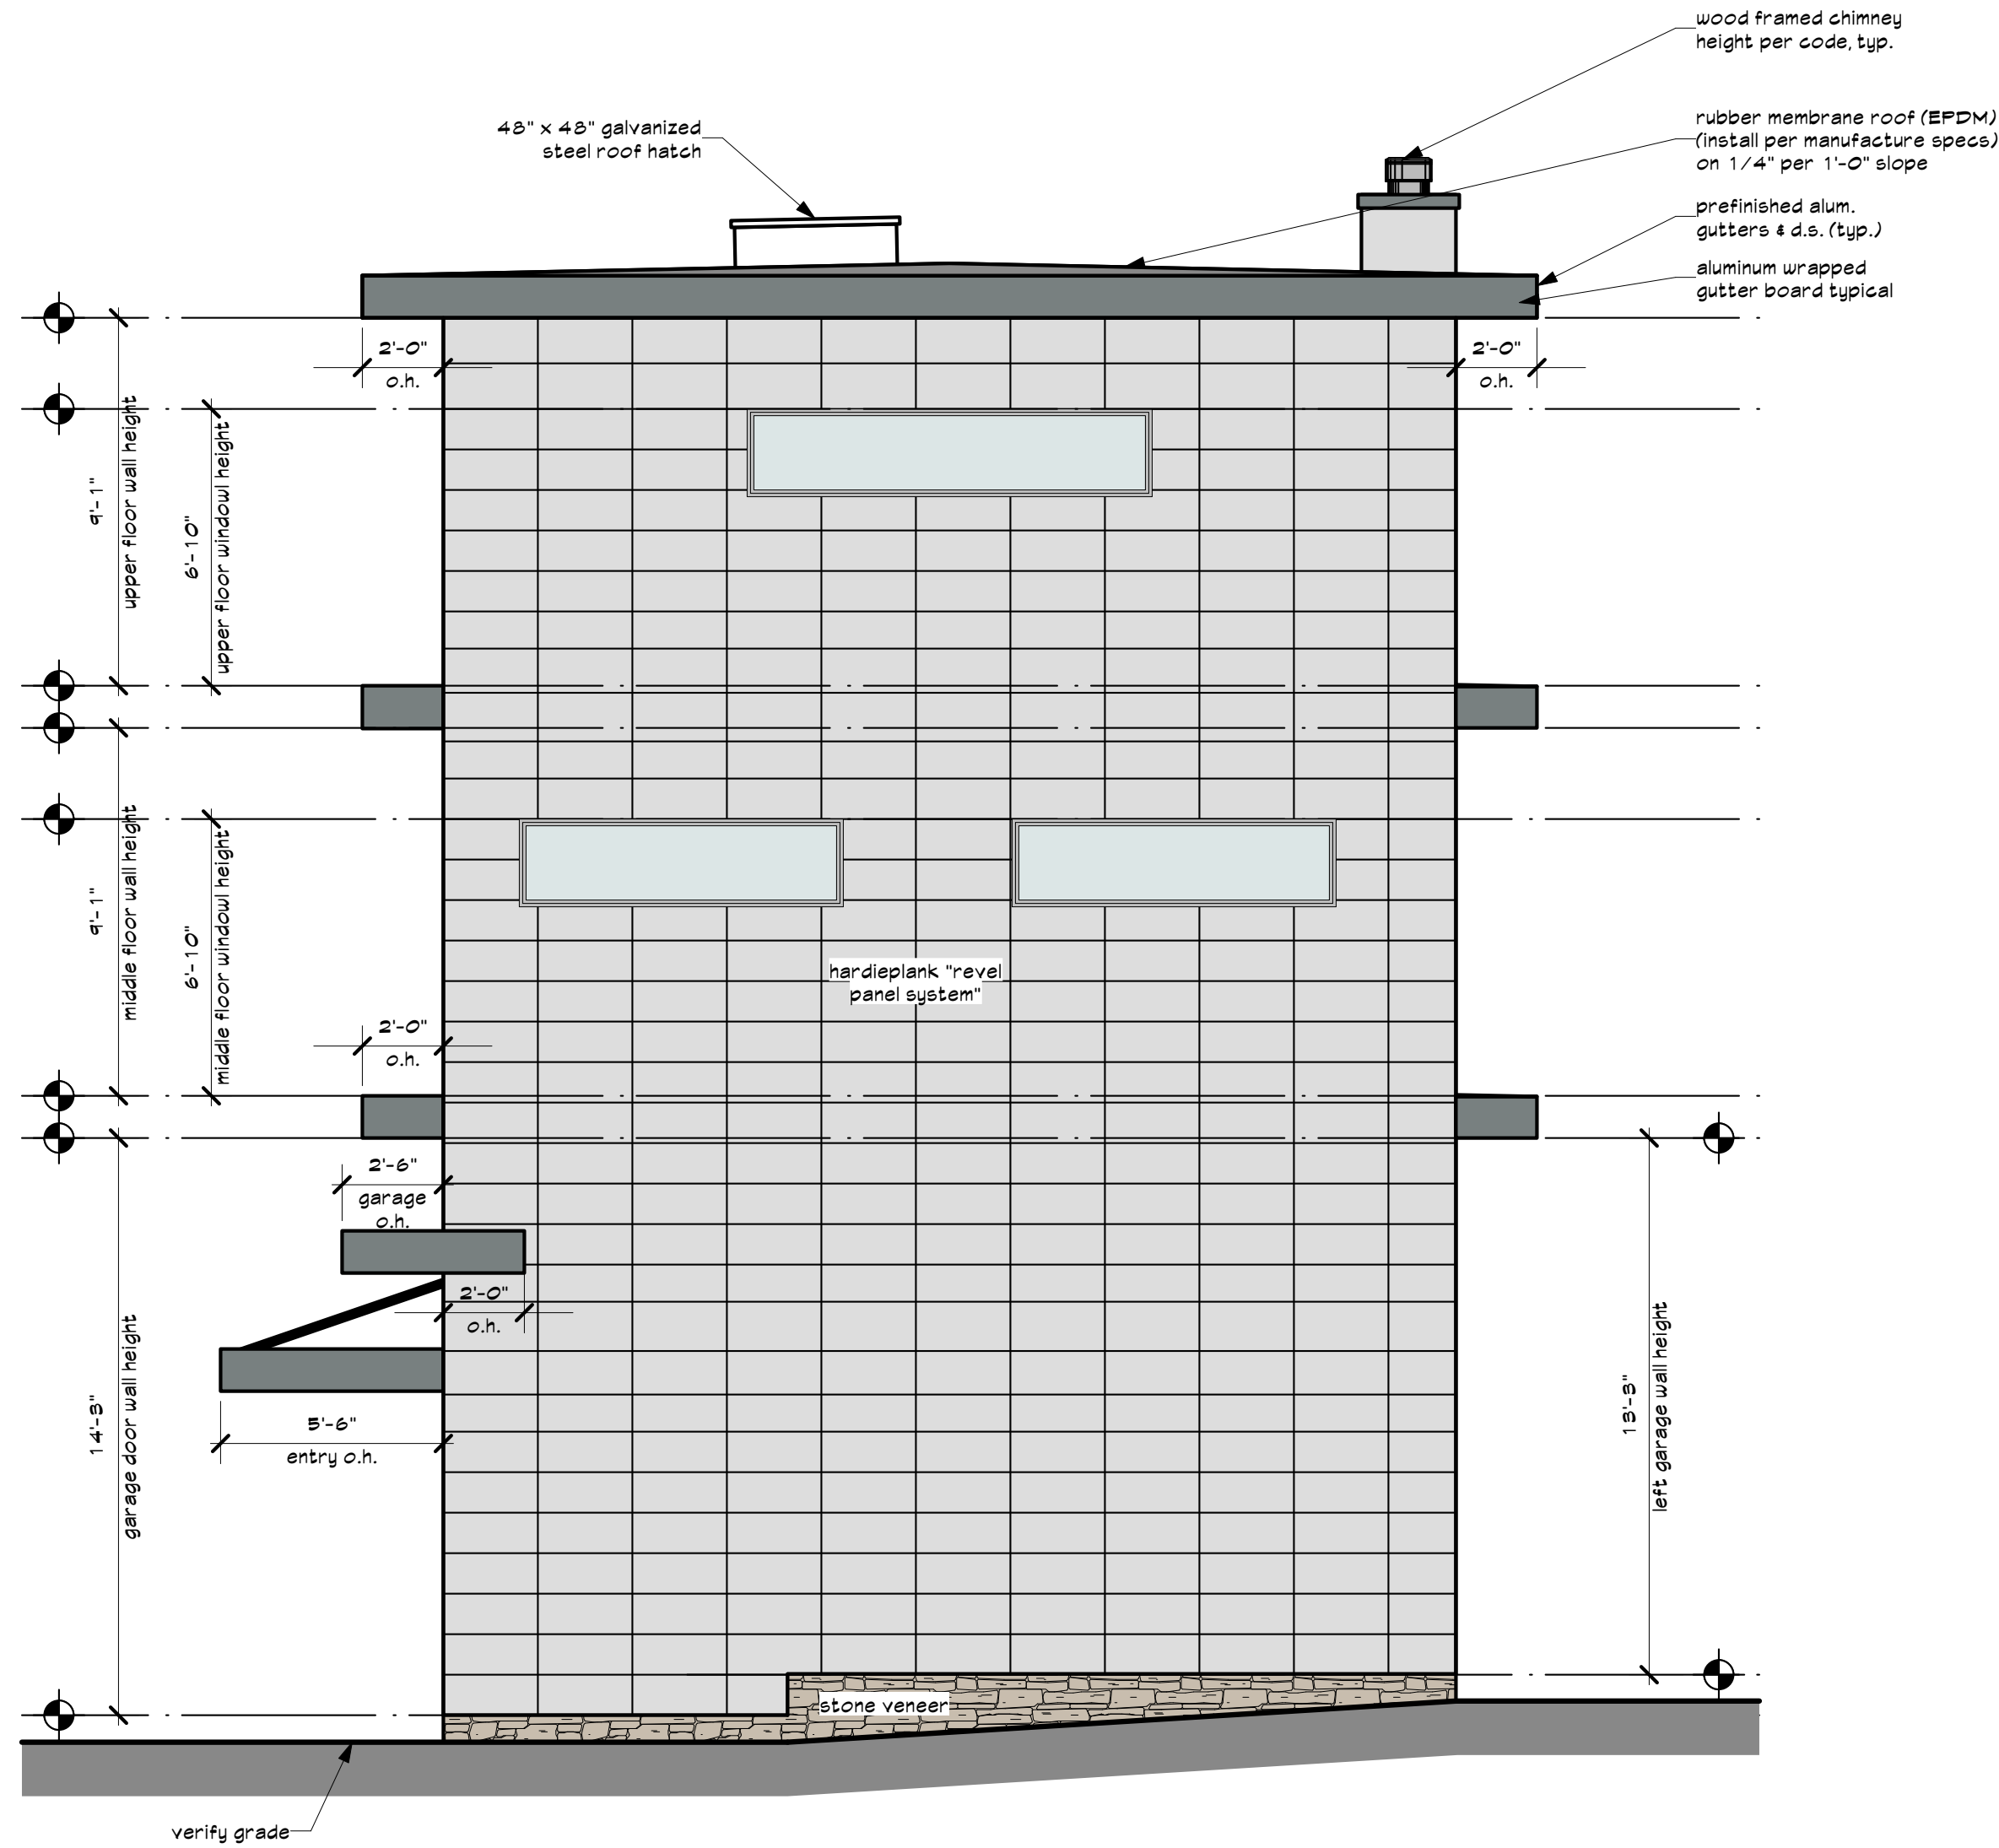 wood framed chimney
height per code, typ.
48" x 48" galvanized
steel roof hatch
rubber membrane roof (EPDM)
(install per manufacture specs)
on 1/4" per 1'-0" slope
prefinished alum.
gutters & d.s. (typ.)
aluminum wrapped
gutter board typical
2'-0"
o.h.
2'-0"
o.h.
9'-1"
upper floor wall height
6'-10"
upper floor windowl height
9'-1"
middle floor wall height
6'-10"
middle floor windowl height
hardieplank "revel
panel system"
2'-0"
o.h.
2'-6"
garage
o.h.
2'-0"
o.h.
5'-6"
entry o.h.
14'-3"
garage door wall height
13'-3"
left garage wall height
stone veneer
verify grade